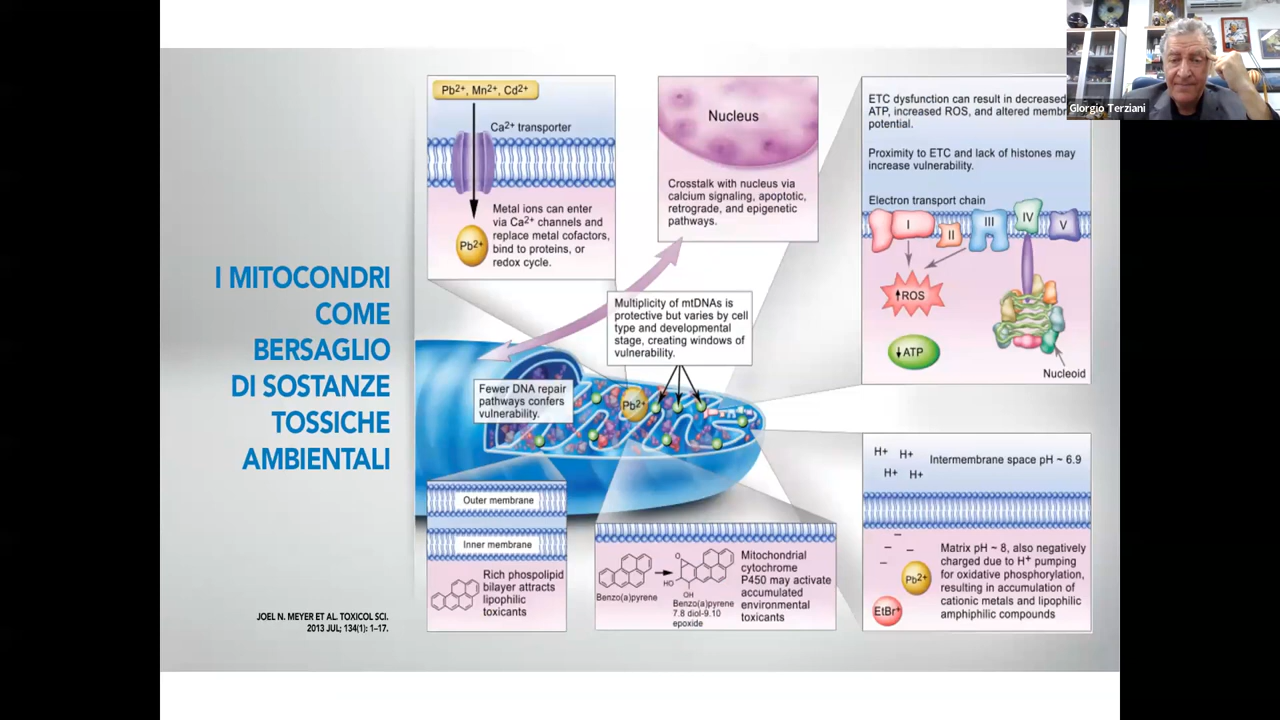 Giorgio Terziani
I MITOCONDRI
COME
BERSAGLIO
DI SOSTANZE
TOSSICHE
AMBIENTALI
JOEL N. MEYER ET AL. TOXICOL SCI.
2013 JUL; 134(1): 1–17.
Pb2+, Mn2+, Cd2+
Ca2+ transporter
Metal ions can enter
via Ca2+ channels and
replace metal cofactors,
bind to proteins, or
redox cycle.
Pb2+
Nucleus
Crosstalk with nucleus via
calcium signaling, apoptotic,
retrograde, and epigenetic
pathways.
ETC dysfunction can result in decreased
ATP, increased ROS, and altered
potential.
Proximity to ETC and lack of histones may
increase vulnerability.
Electron transport chain
I
II
III
IV
V
↑ROS
↓ATP
Nucleoid
Multiplicity of mtDNAs is
protective but varies by cell
type and developmental
stage, creating windows of
vulnerability.
Fewer DNA repair
pathways confers
vulnerability.
Pb2+
Outer membrane
Inner membrane
Rich phospolipid
bilayer attracts
lipophilic
toxicants
Benzo(a)pyrene
O
HO
OH
Benzo(a)pyrene
7.8 diol-9.10
epoxide
Mitochondrial
cytochrome
P450 may activate
accumulated
environmental
toxicants
H+ H+
H+ H+
Intermembrane space pH ~ 6.9
Matrix pH ~ 8, also negatively
charged due to H+ pumping
for oxidative phosphorylation,
resulting in accumulation of
cationic metals and lipophilic
amphiphilic compounds
Pb2+
EtBr+